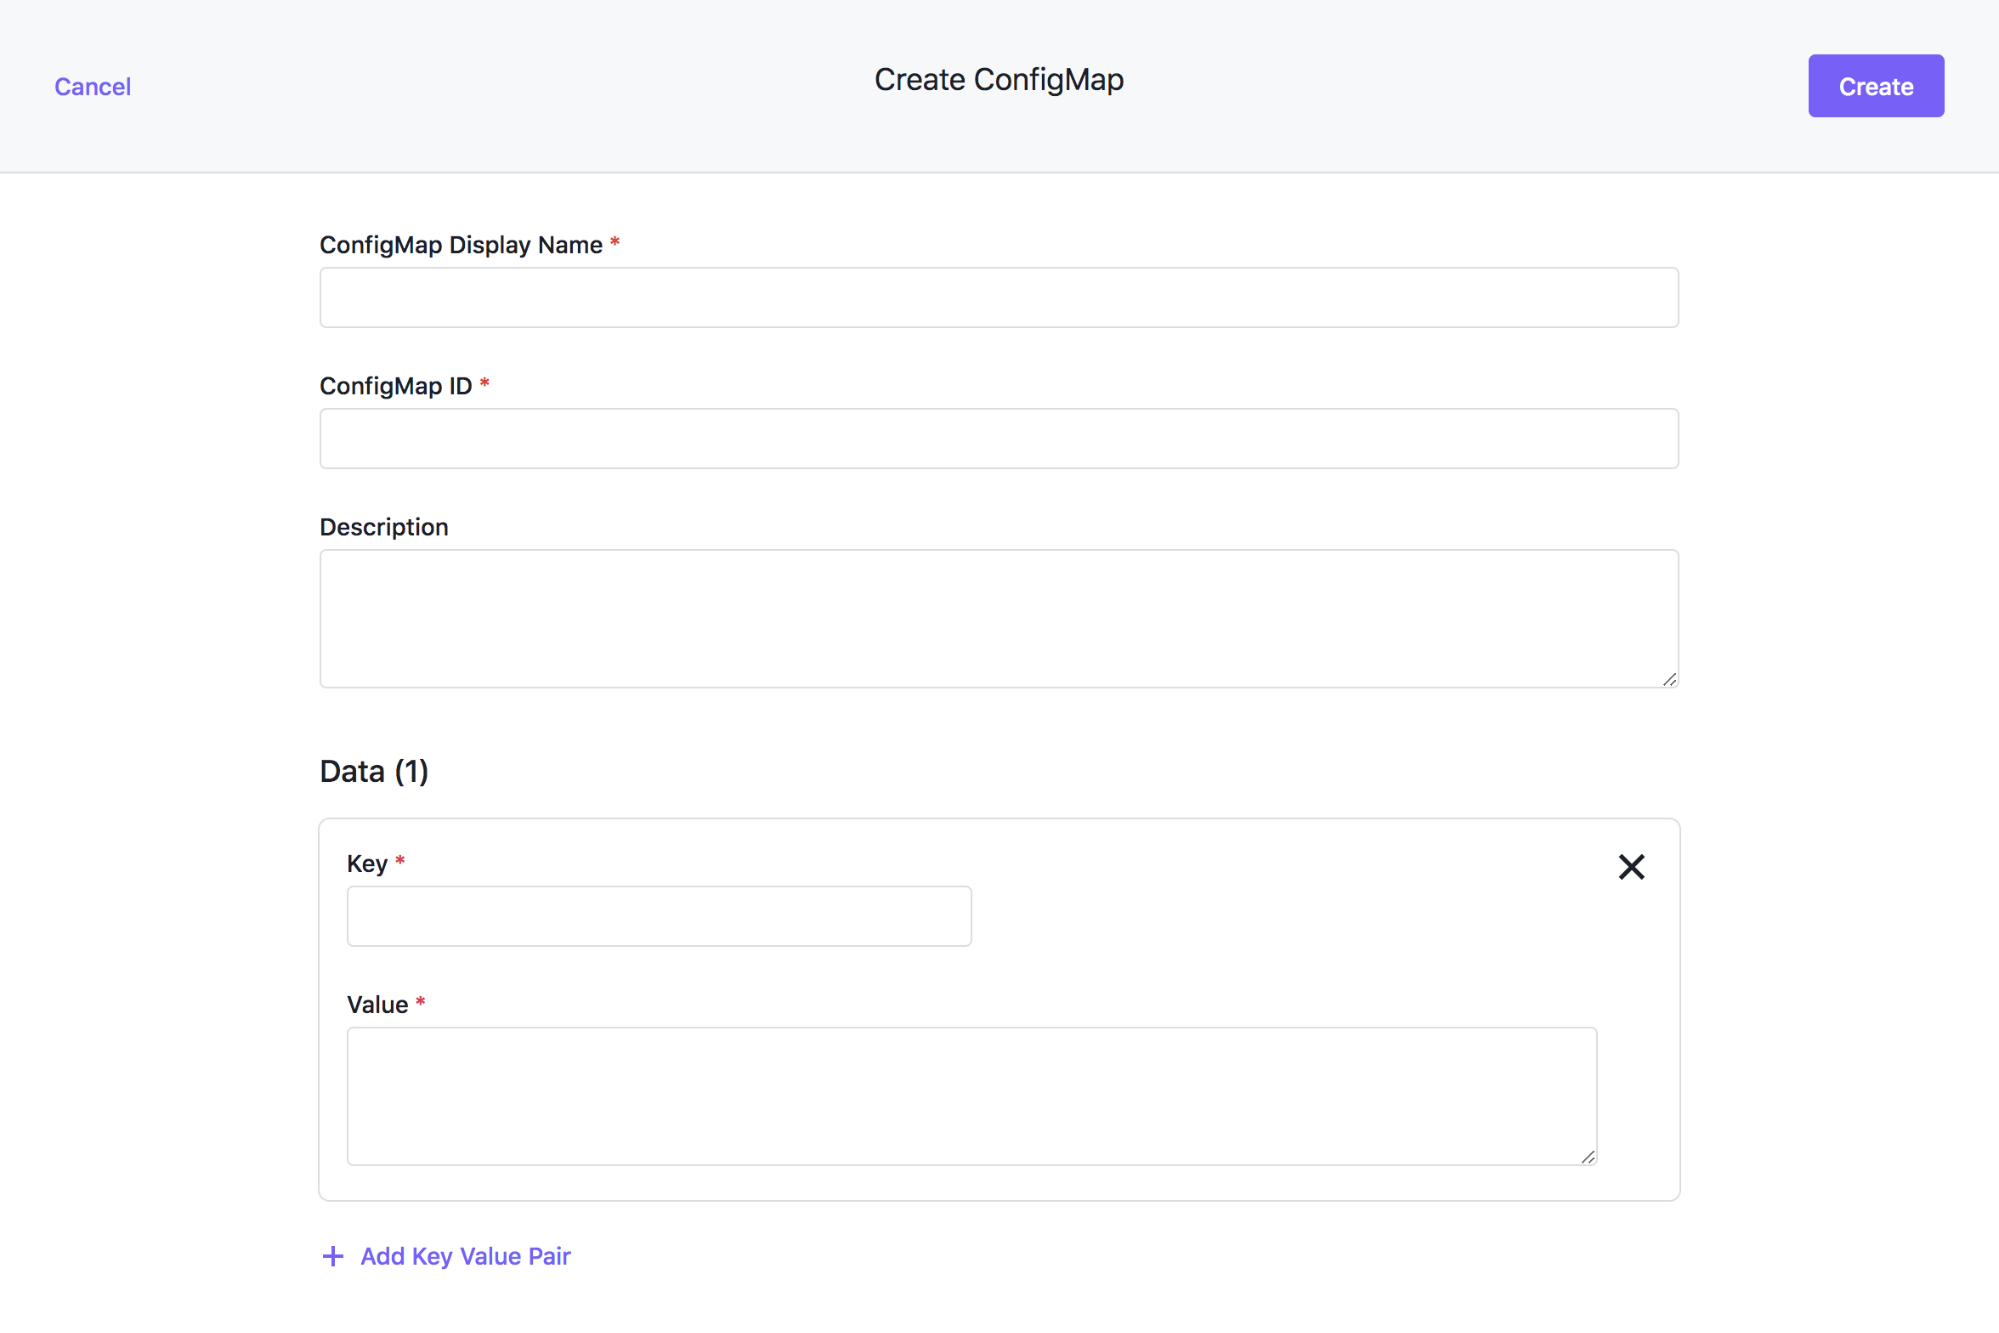 Cancel
Create ConfigMap
Create
ConfigMap Display Name *
ConfigMap ID *
Description
Data (1)
Key *
Value *
Add Key Value Pair